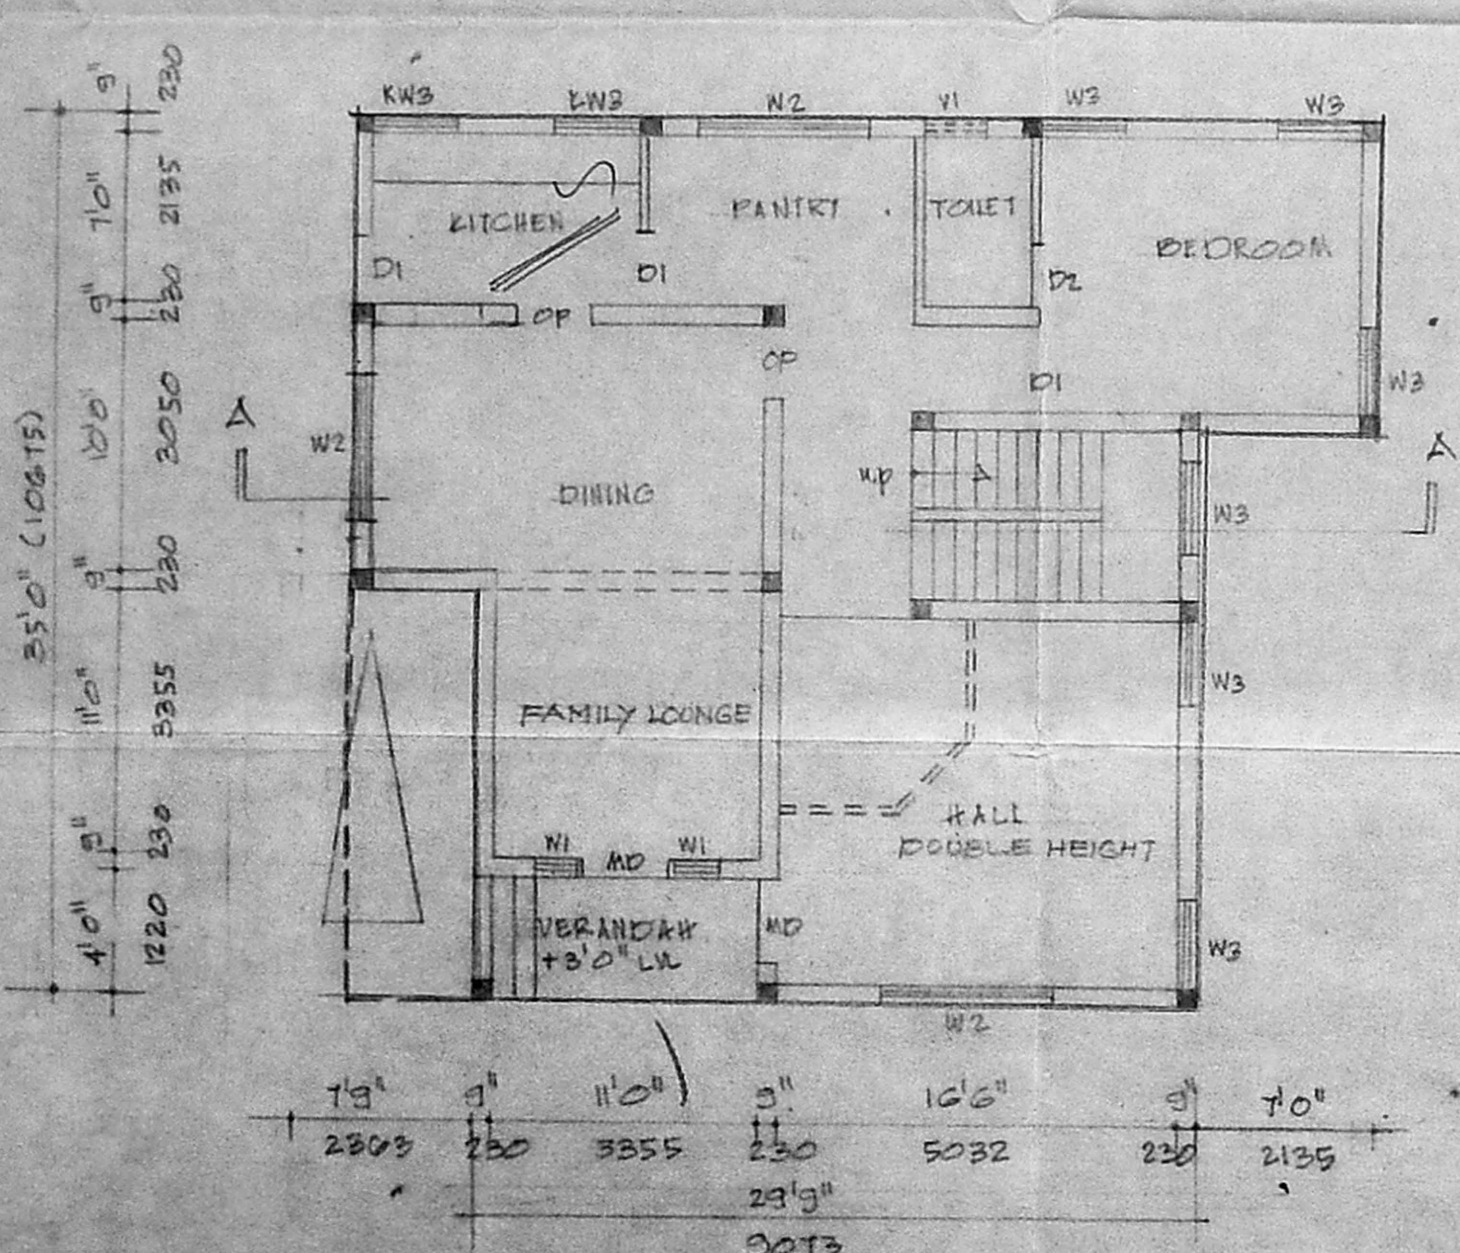 KW3 KW3 W2 V1 W3 W3
9" 230
7'0" 2135
KITCHEN PANTRY TOILET BEDROOM
D1 D1 D2
9" 230
OP
OP
D1 W3
10'0" 3050
A W2 A
DINING
up
W3
35'0" (10675)
9" 230
W3
11'0" 3355
FAMILY LOUNGE
HALL
DOUBLE HEIGHT
9" 230
W1 MD W1
VERANDAH
+3'0" LVL
MD
W3
4'0" 1220
W2
7'9" 9" 11'0" 9" 16'6" 9" 7'0"
2363 230 3355 230 5032 230 2135
29'9"
9073